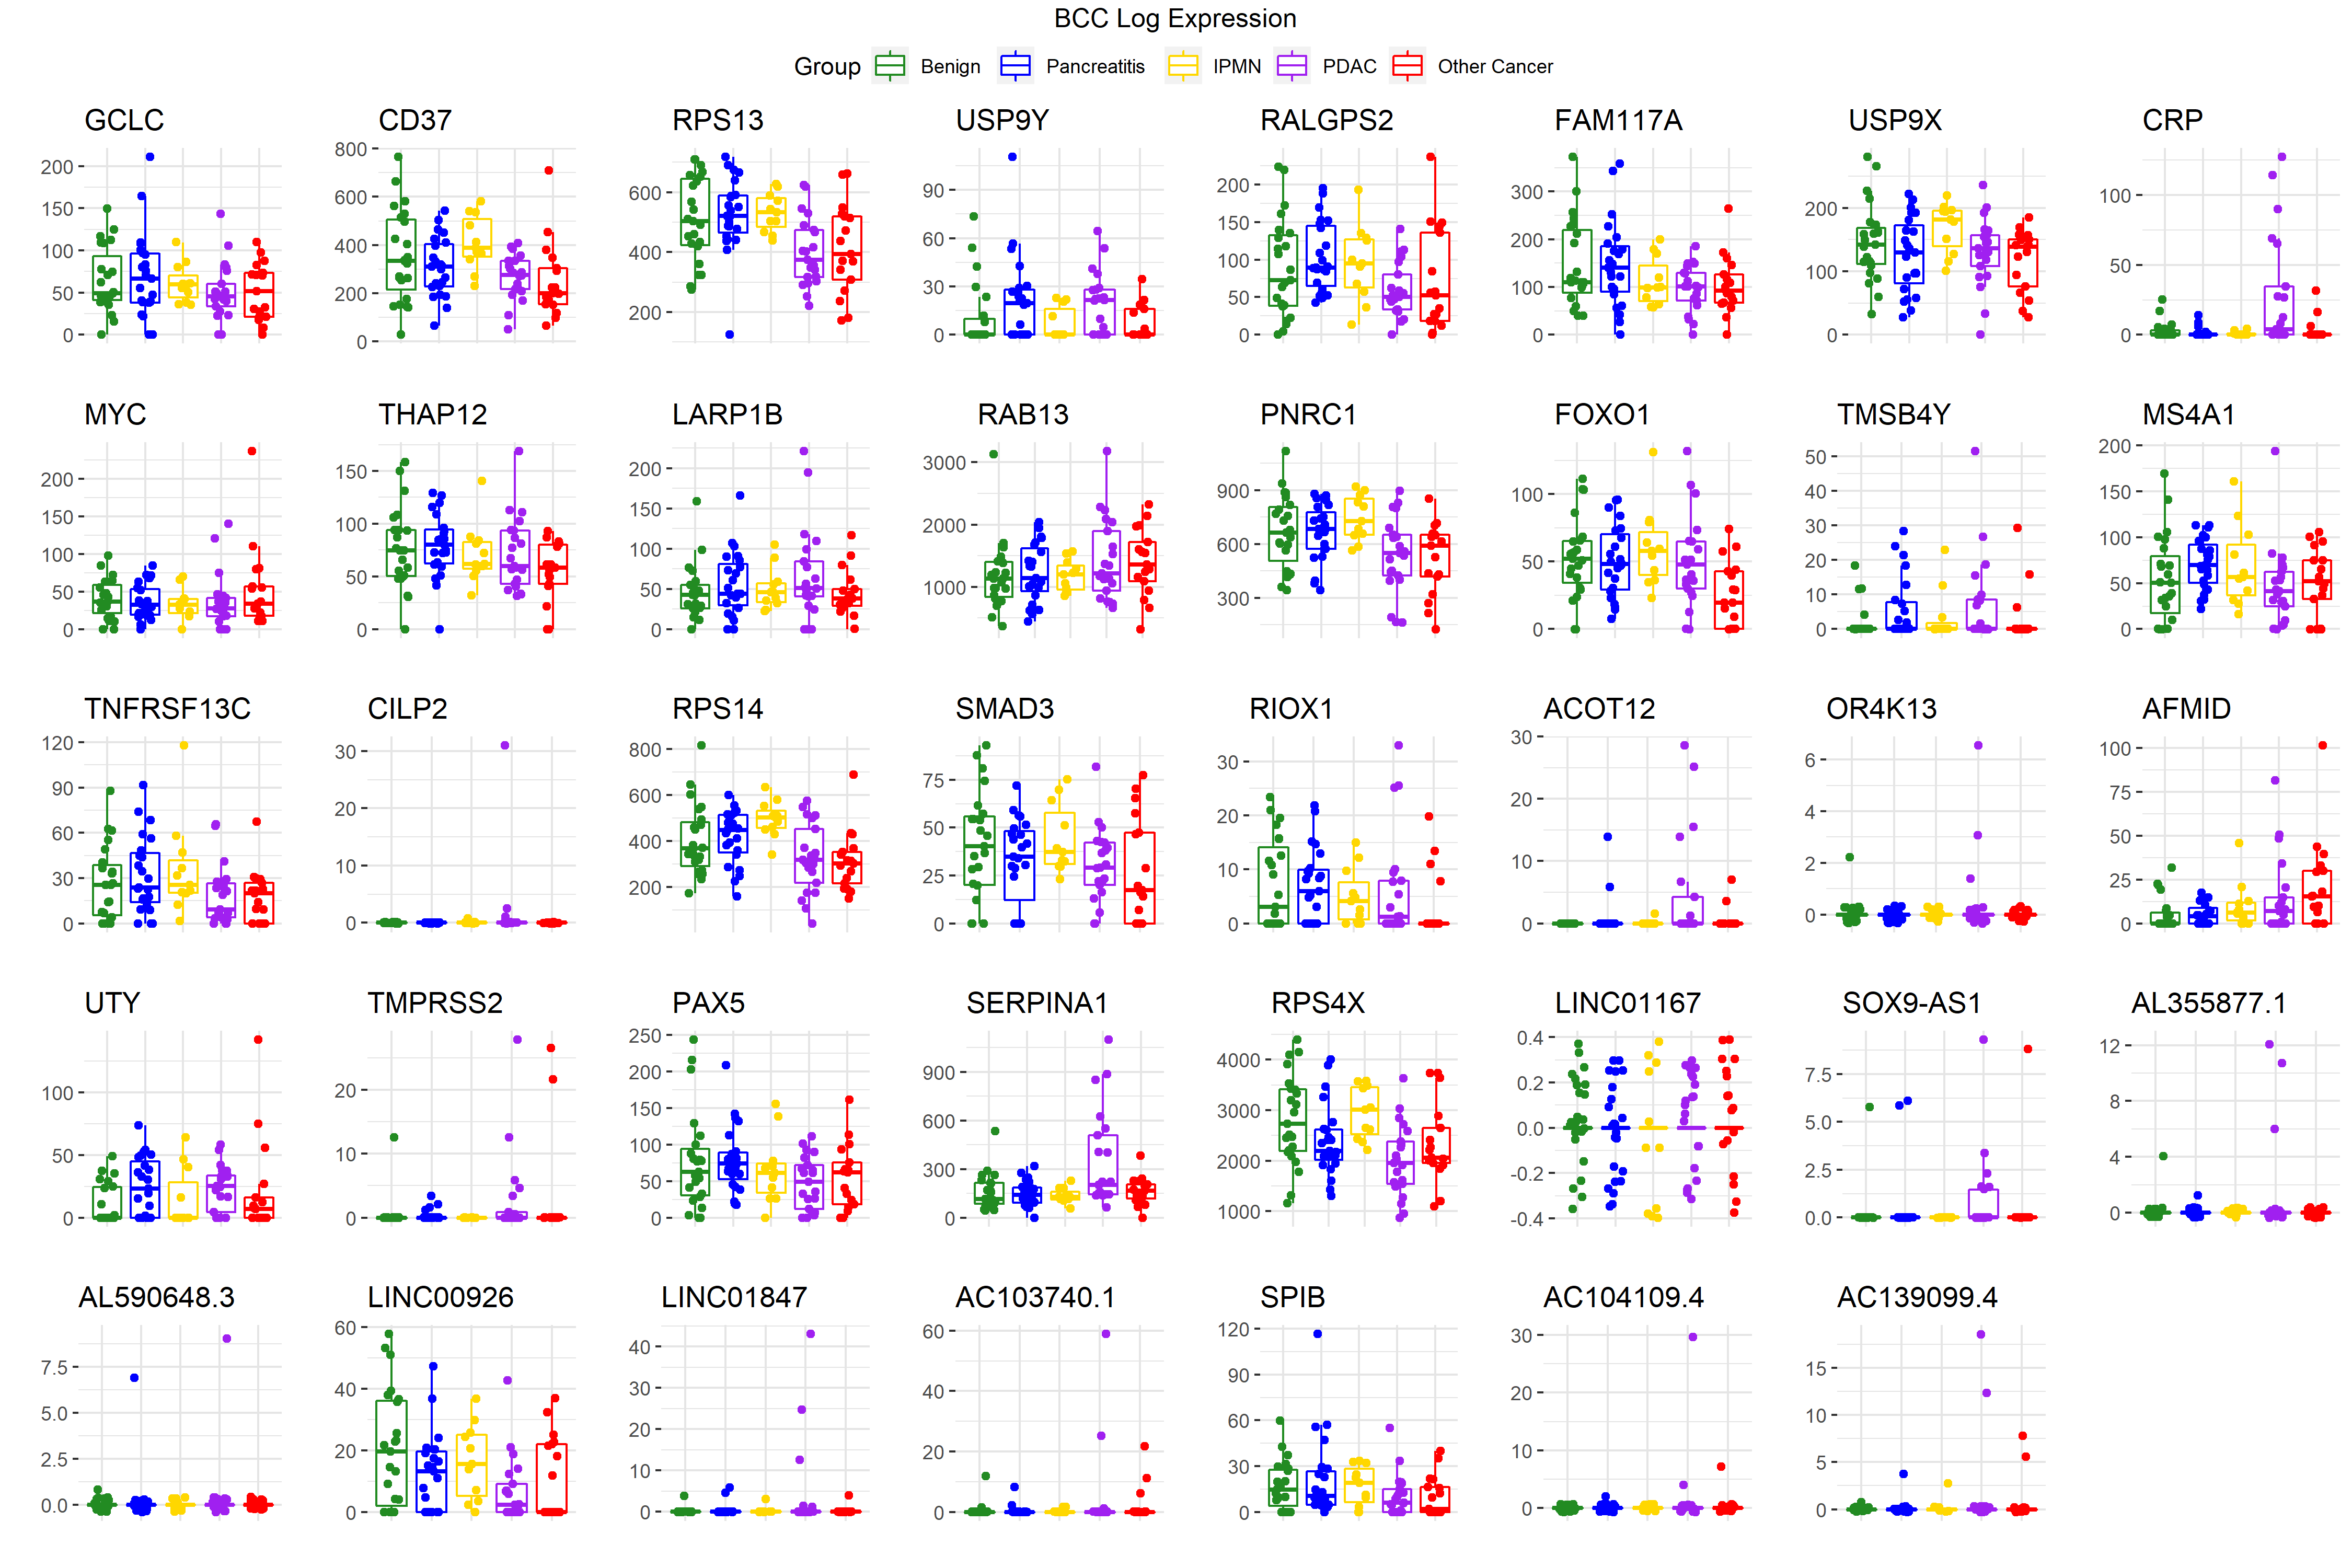 BCC Log Expression
Group Benign Pancreatitis IPMN PDAC Other Cancer
GCLC CD37 RPS13 USP9Y RALGPS2 FAM117A USP9X CRP
200 150 100 50 0
800 600 400 200 0
600 400 200
90 60 30 0
200 150 100 50 0
300 200 100 0
200 100 0
100 50 0
MYC THAP12 LARP1B RAB13 PNRC1 FOXO1 TMSB4Y MS4A1
200 150 100 50 0
150 100 50 0
200 150 100 50 0
3000 2000 1000
900 600 300
100 50 0
50 40 30 20 10 0
200 150 100 50 0
TNFRSF13C CILP2 RPS14 SMAD3 RIOX1 ACOT12 OR4K13 AFMID
120 90 60 30 0
30 20 10 0
800 600 400 200
75 50 25 0
30 20 10 0
30 20 10 0
6 4 2 0
100 75 50 25 0
UTY TMPRSS2 PAX5 SERPINA1 RPS4X LINC01167 SOX9-AS1 AL355877.1
100 50 0
20 10 0
250 200 150 100 50 0
900 600 300 0
4000 3000 2000 1000
0.4 0.2 0.0 -0.2 -0.4
7.5 5.0 2.5 0.0
12 8 4 0
AL590648.3 LINC00926 LINC01847 AC103740.1 SPIB AC104109.4 AC139099.4
7.5 5.0 2.5 0.0
60 40 20 0
40 30 20 10 0
60 40 20 0
120 90 60 30 0
30 20 10 0
15 10 5 0